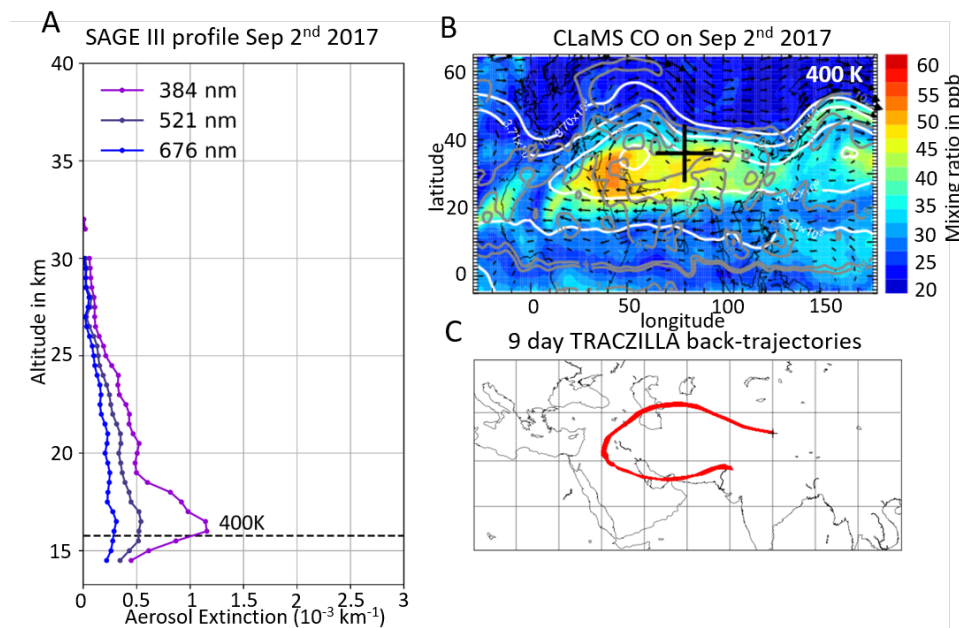 A
SAGE III profile Sep 2nd 2017
40
35
30
25
20
15
Altitude in km
384 nm
521 nm
676 nm
400K
0
0.5
1
1.5
2
2.5
3
Aerosol Extinction (10-3 km-1)
B
CLaMS CO on Sep 2nd 2017
400 K
60
40
20
0
latitude
0
50
100
150
longitude
60
55
50
45
40
35
30
25
20
Mixing ratio in ppb
C
9 day TRACZILLA back-trajectories